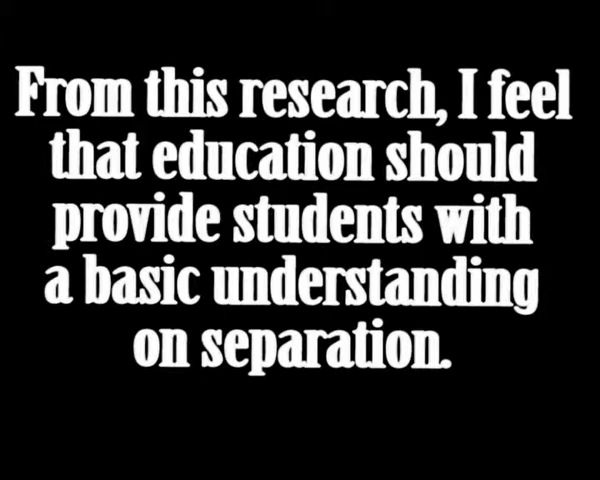 From this research, I feel
that education should
provide students with
a basic understanding
on separation.